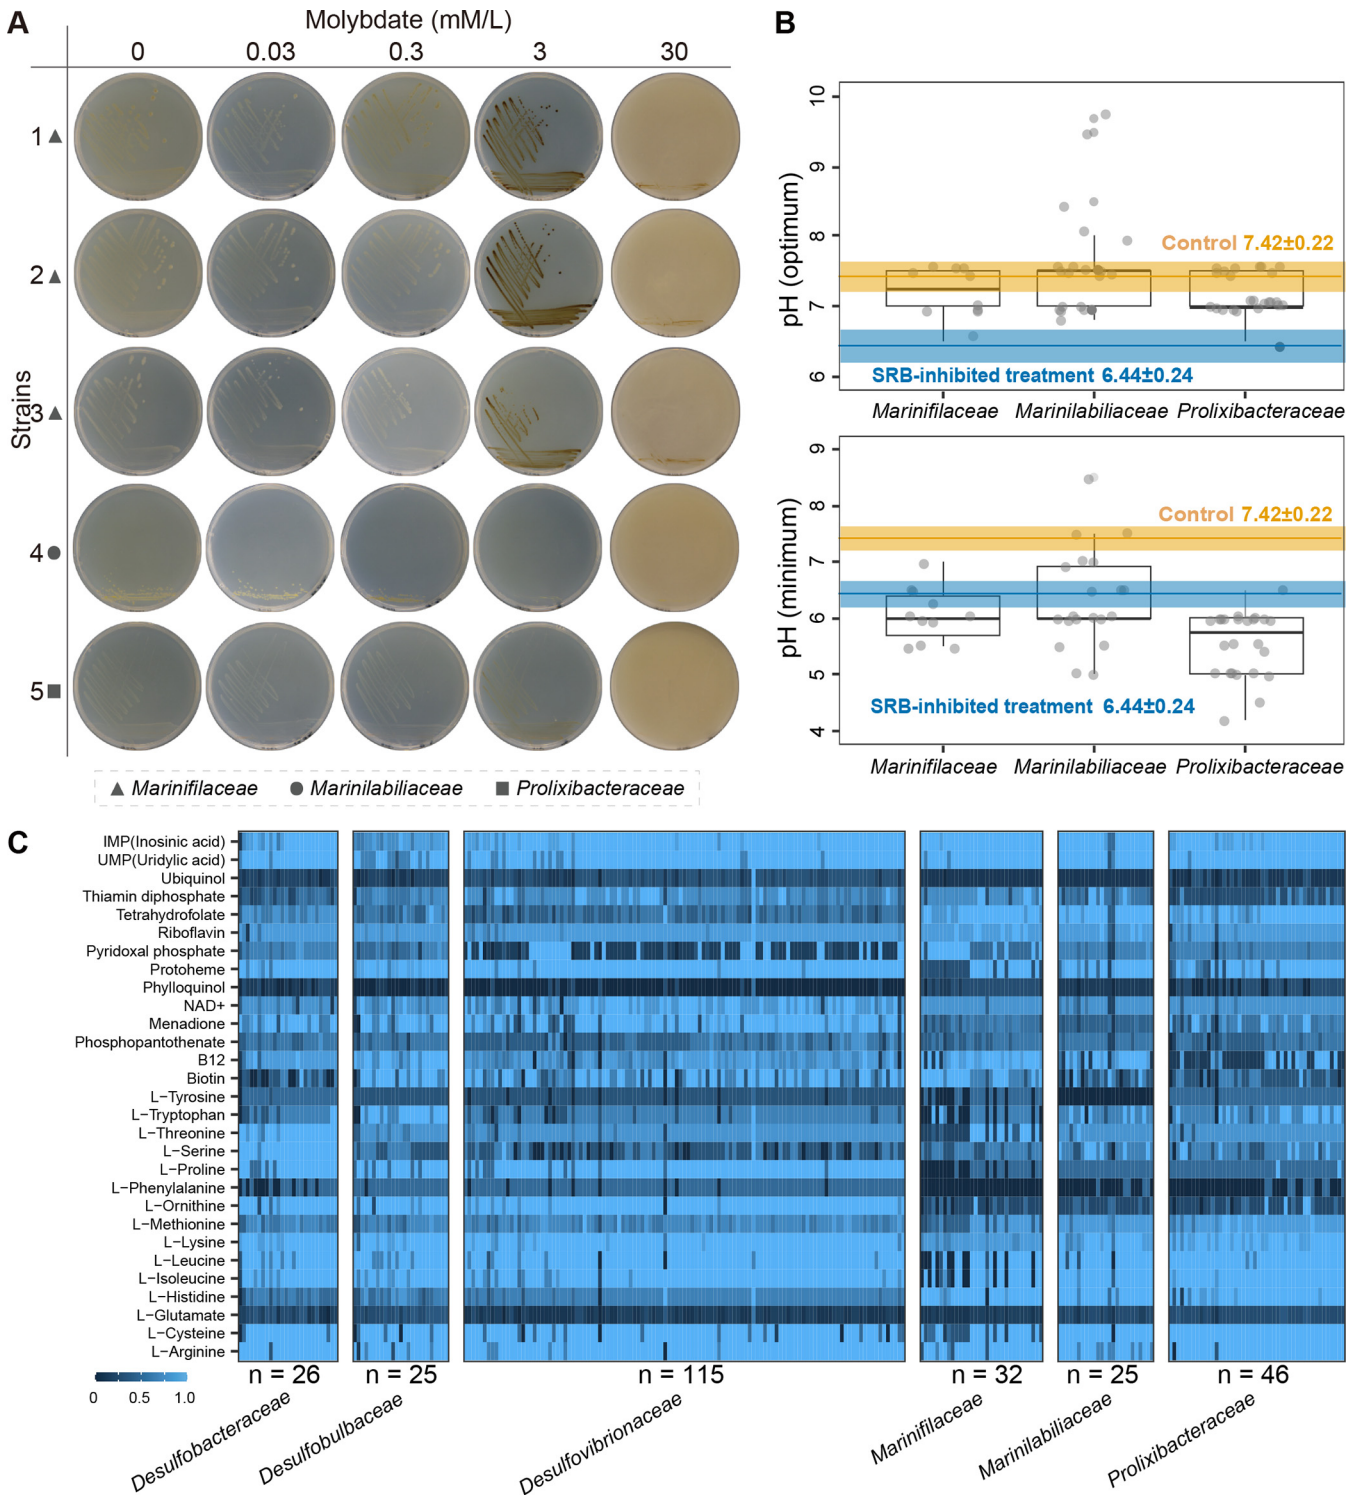 A
Molybdate (mM/L)
0 0.03 0.3 3 30
Strains
1
2
3
4
5
Marinifilaceae Marinilabiliaceae Prolixibacteraceae
B
pH (optimum)
10
9
8
7
6
Control 7.42±0.22
SRB-inhibited treatment 6.44±0.24
Marinifilaceae Marinilabiliaceae Prolixibacteraceae
pH (minimum)
9
8
7
6
5
4
Control 7.42±0.22
SRB-inhibited treatment 6.44±0.24
Marinifilaceae Marinilabiliaceae Prolixibacteraceae
C
IMP(Inosinic acid)
UMP(Uridylic acid)
Ubiquinol
Thiamin diphosphate
Tetrahydrofolate
Riboflavin
Pyridoxal phosphate
Protoheme
Phylloquinol
NAD+
Menadione
Phosphopantothenate
B12
Biotin
L−Tyrosine
L−Tryptophan
L−Threonine
L−Serine
L−Proline
L−Phenylalanine
L−Ornithine
L−Methionine
L−Lysine
L−Leucine
L−Isoleucine
L−Histidine
L−Glutamate
L−Cysteine
L−Arginine
0 0.5 1.0
n = 26 n = 25 n = 115 n = 32 n = 25 n = 46
Desulfobacteraceae Desulfobulbaceae Desulfovibrionaceae Marinifilaceae Marinilabiliaceae Prolixibacteraceae